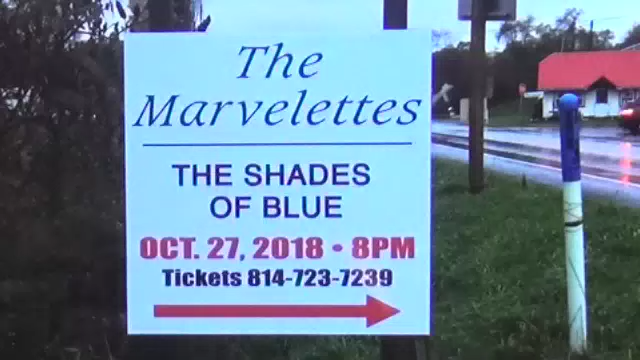 The
Marvelettes
THE SHADES
OF BLUE
OCT. 27, 2018 • 8PM
Tickets 814-723-7239